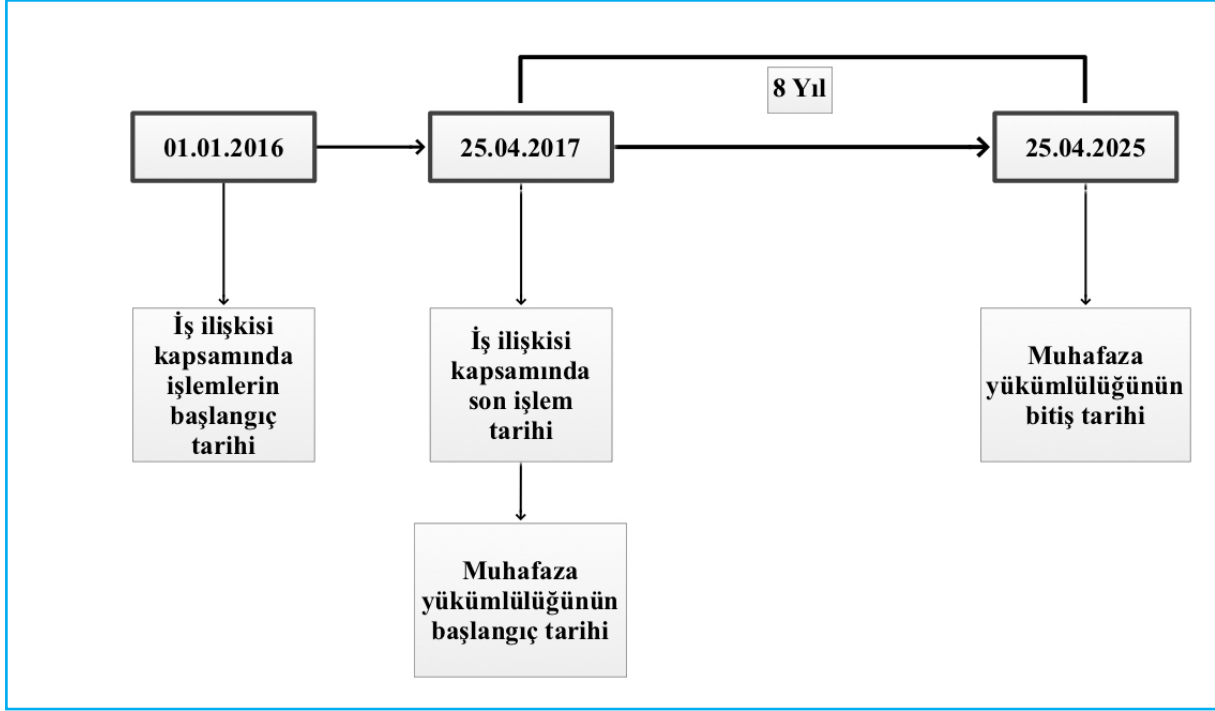 8 Yıl
01.01.2016
25.04.2017
25.04.2025
İş ilişkisi
kapsamında
işlemlerin
başlangıç
tarihi
İş ilişkisi
kapsamında
son işlem
tarihi
Muhafaza
yükümlülüğünün
bitiş tarihi
Muhafaza
yükümlülüğünün
başlangıç tarihi